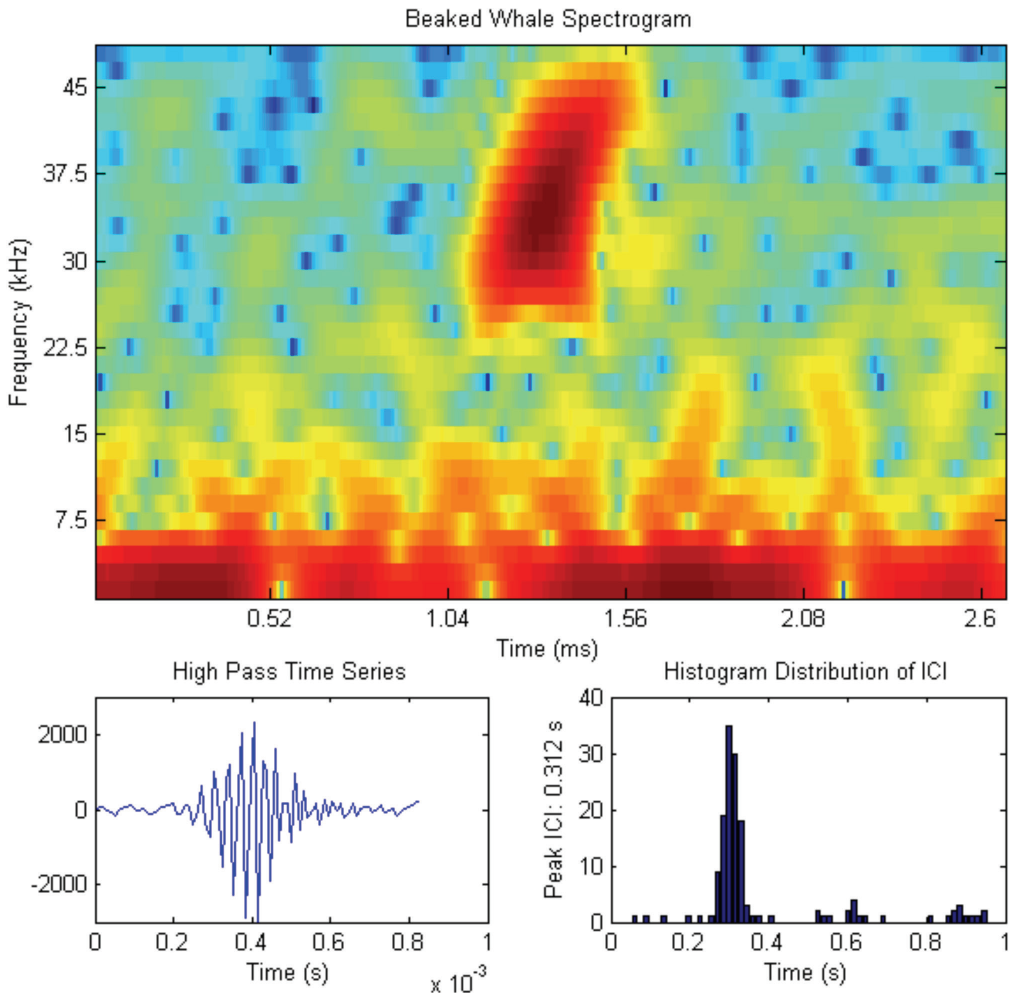 Beaked Whale Spectrogram
Frequency (kHz)
45
37.5
30
22.5
15
7.5
0.52 1.04 1.56 2.08 2.6
Time (ms)
High Pass Time Series
2000
0
-2000
0 0.2 0.4 0.6 0.8 1
Time (s)
x 10-3
Histogram Distribution of ICI
Peak ICI: 0.312 s
40
30
20
10
0
0 0.2 0.4 0.6 0.8 1
Time (s)